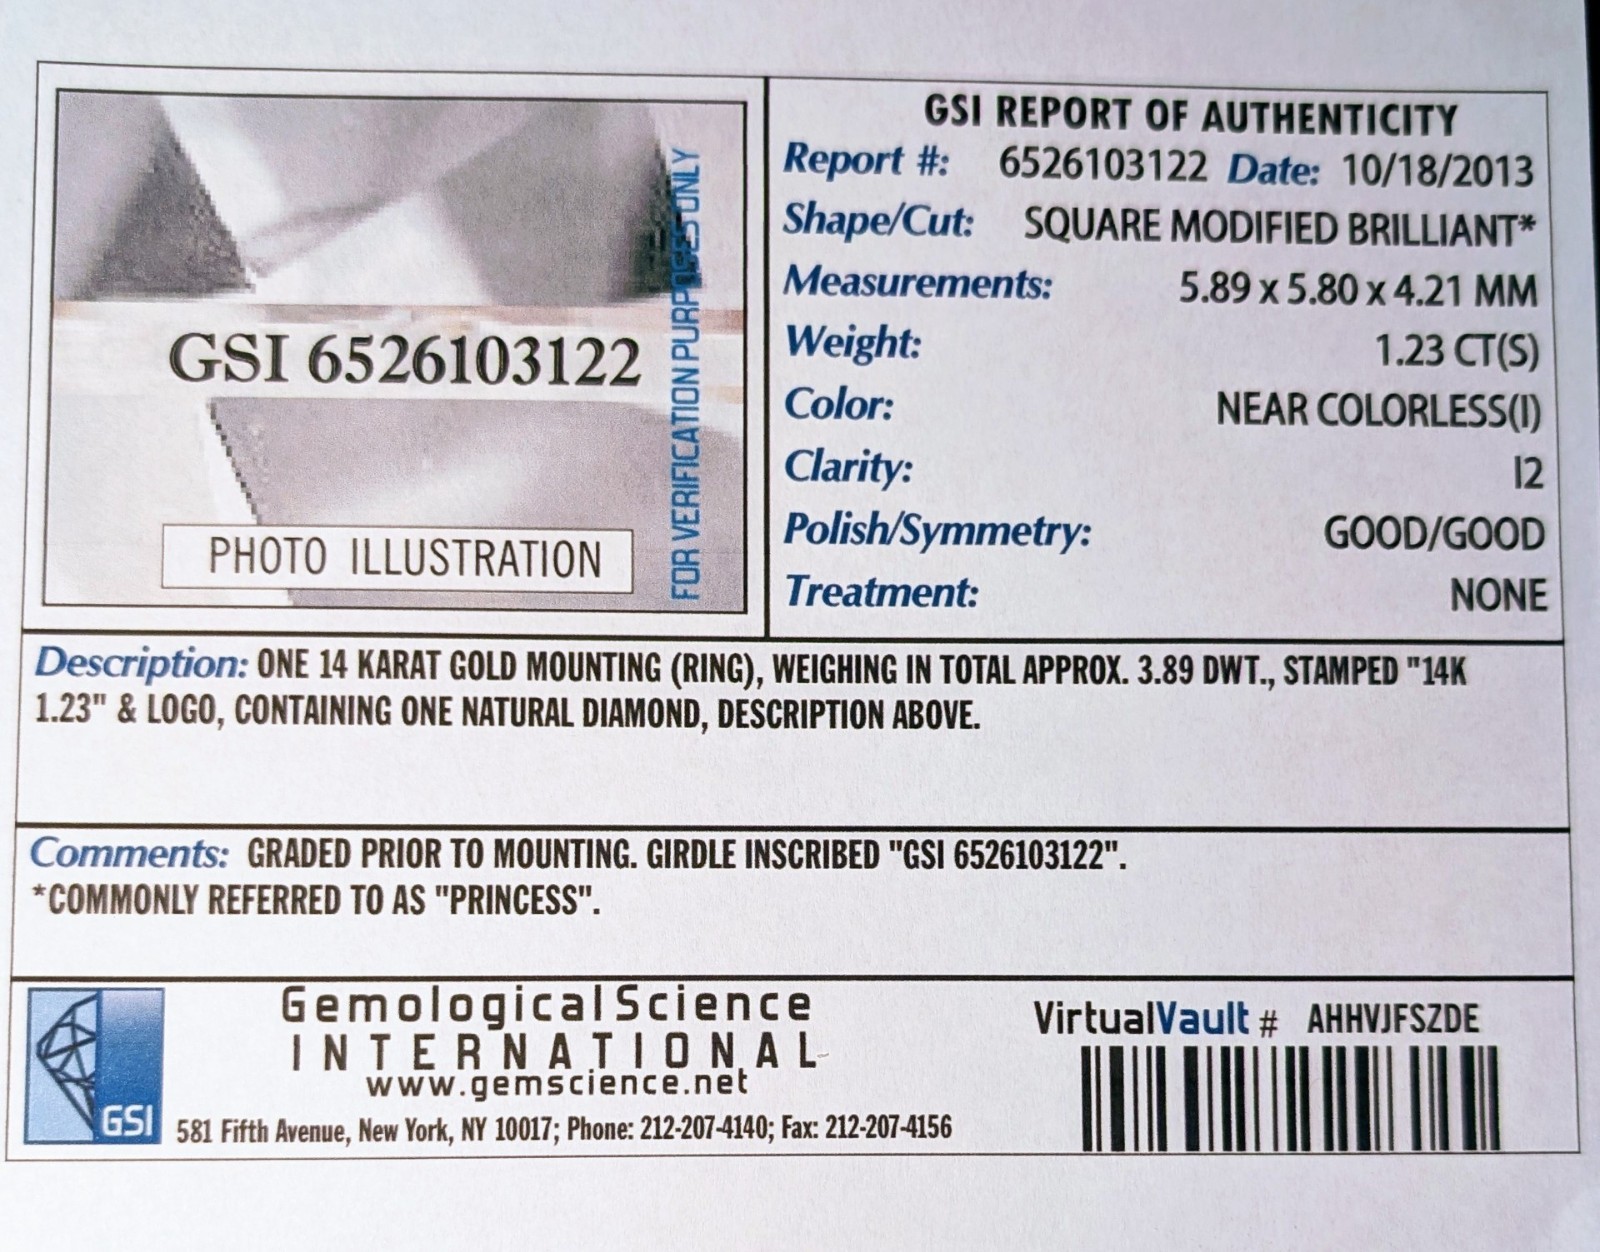 GSI 6526103122
FOR VERIFICATION PURPOSES ONLY
PHOTO ILLUSTRATION
GSI REPORT OF AUTHENTICITY
Report #: 6526103122 Date: 10/18/2013
Shape/Cut: SQUARE MODIFIED BRILLIANT*
Measurements: 5.89 x 5.80 x 4.21 MM
Weight: 1.23 CT(S)
Color: NEAR COLORLESS(I)
Clarity: I2
Polish/Symmetry: GOOD/GOOD
Treatment: NONE
Description: ONE 14 KARAT GOLD MOUNTING (RING), WEIGHING IN TOTAL APPROX. 3.89 DWT., STAMPED "14K
1.23" & LOGO, CONTAINING ONE NATURAL DIAMOND, DESCRIPTION ABOVE.
Comments: GRADED PRIOR TO MOUNTING. GIRDLE INSCRIBED "GSI 6526103122".
*COMMONLY REFERRED TO AS "PRINCESS".
GSI
Gemological Science
INTERNATIONAL
www.gemscience.net
581 Fifth Avenue, New York, NY 10017; Phone: 212-207-4140; Fax: 212-207-4156
VirtualVault # AHHVJFSZDE